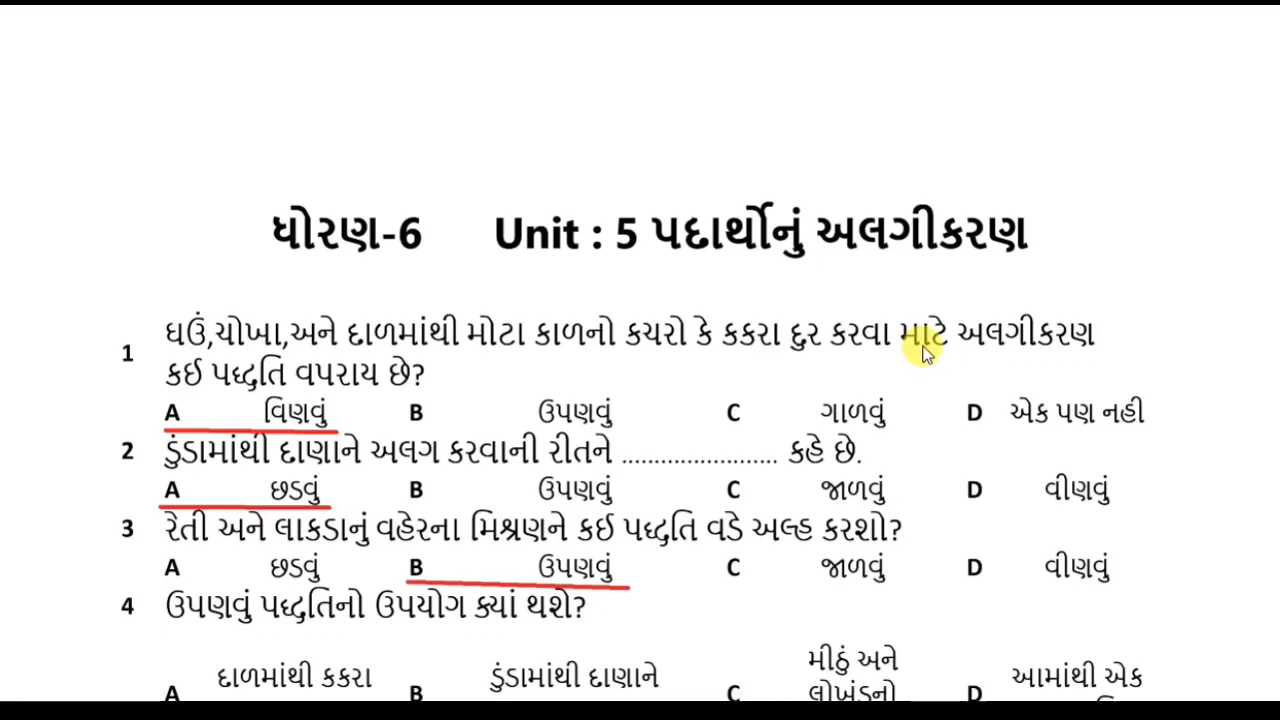 ધોરણ-6 Unit : 5 પદાર્થોનું અલગીકરણ
1 ઘઉં,ચોખા,અને દાળમાંથી મોટા કાળનો કચરો કે કકરા દુર કરવા માટે અલગીકરણ
કઈ પદ્ધતિ વપરાય છે?
A વિણવું B ઉપણવું C ગાળવું D એક પણ નહી
2 ડુંડામાંથી દાણાને અલગ કરવાની રીતને ........................ કહે છે.
A છડવું B ઉપણવું C જાળવું D વીણવું
3 રેતી અને લાકડાનું વહેરના મિશ્રણને કઈ પદ્ધતિ વડે અલ્હ કરશો?
A છડવું B ઉપણવું C જાળવું D વીણવું
4 ઉપણવું પદ્ધતિનો ઉપયોગ ક્યાં થશે?
A દાળમાંથી કકરા B ડુંડામાંથી દાણાને C મીઠું અને
લોખંડનો D આમાંથી એક